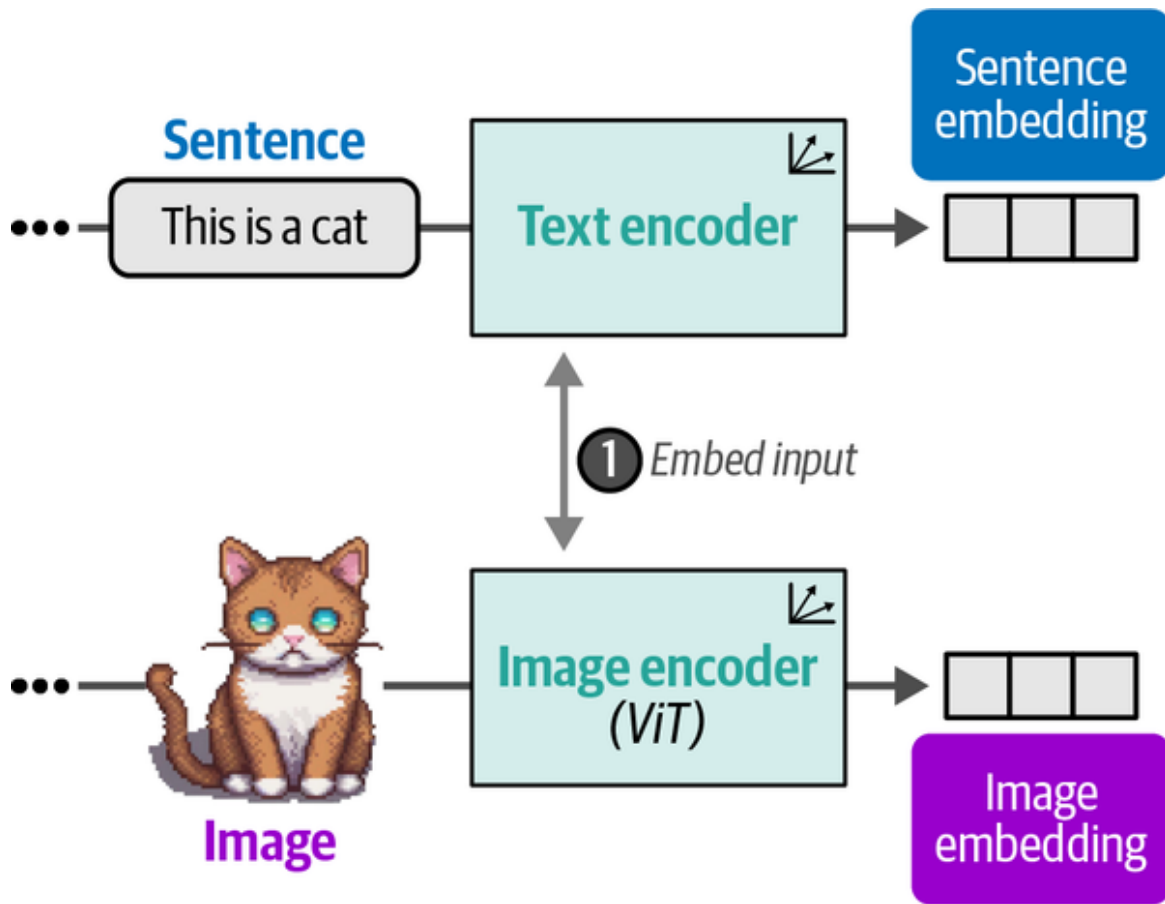 Sentence
embedding
Sentence
This is a cat
Text encoder
1 Embed input
Image encoder
(ViT)
Image
Image
embedding